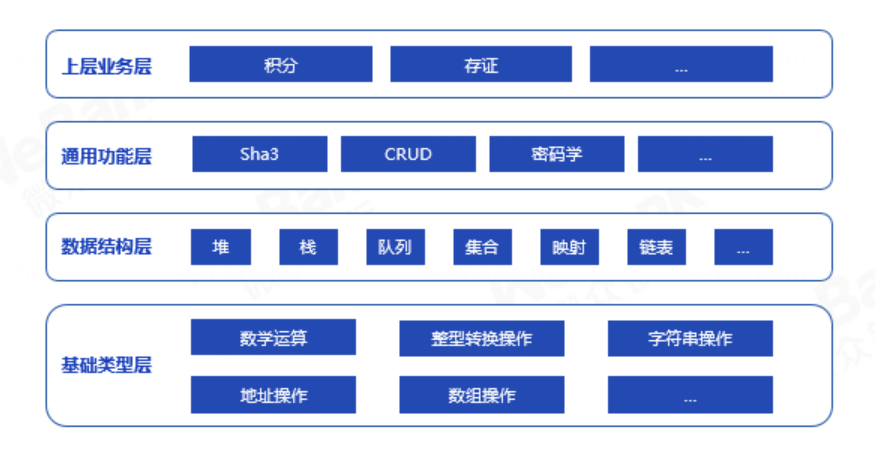 上层业务层 积分 存证 ...
通用功能层 Sha3 CRUD 密码学 ...
数据结构层 堆 栈 队列 集合 映射 链表 ...
数学运算 整型转换操作 字符串操作
基础类型层
地址操作 数组操作 ...